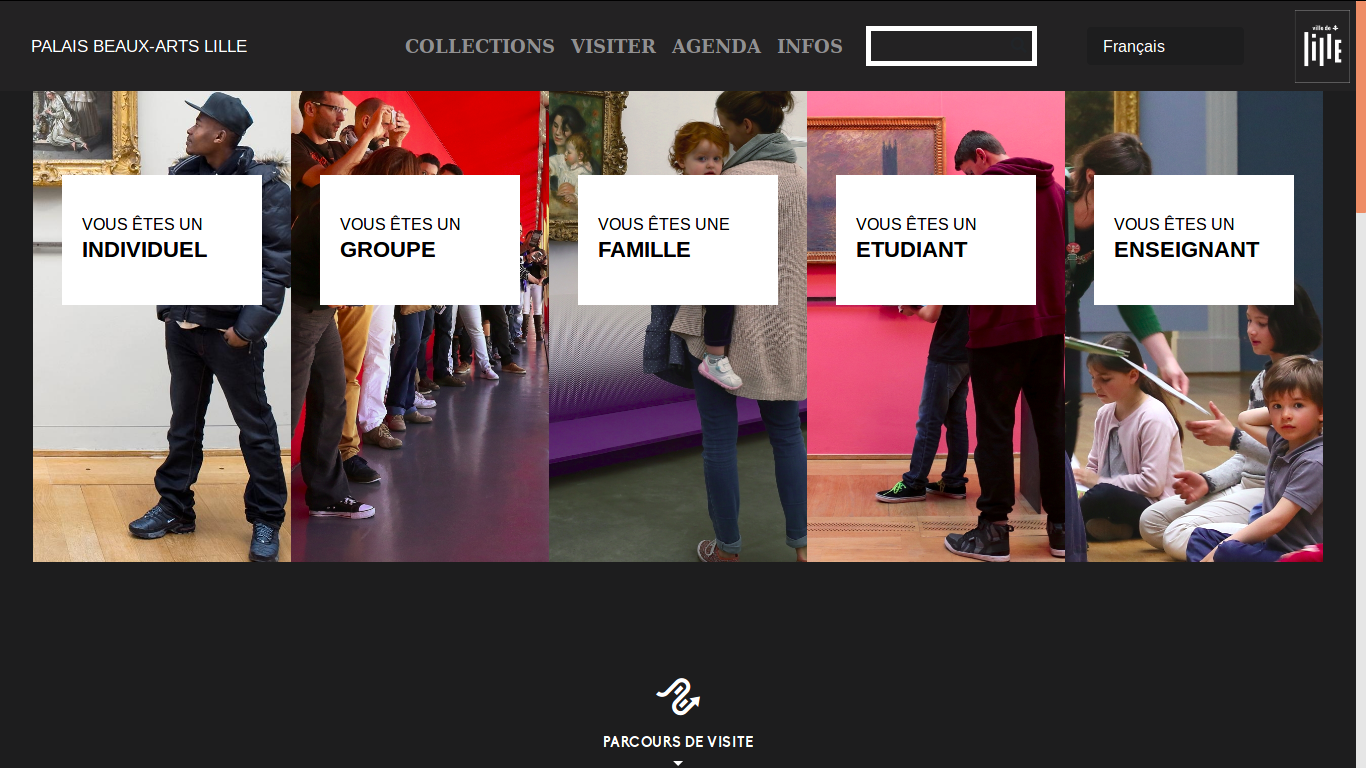 PALAIS BEAUX-ARTS LILLE
COLLECTIONS VISITER AGENDA INFOS
Français
ville de
lille
VOUS ÊTES UN
INDIVIDUEL
VOUS ÊTES UN
GROUPE
VOUS ÊTES UNE
FAMILLE
VOUS ÊTES UN
ETUDIANT
VOUS ÊTES UN
ENSEIGNANT
PARCOURS DE VISITE